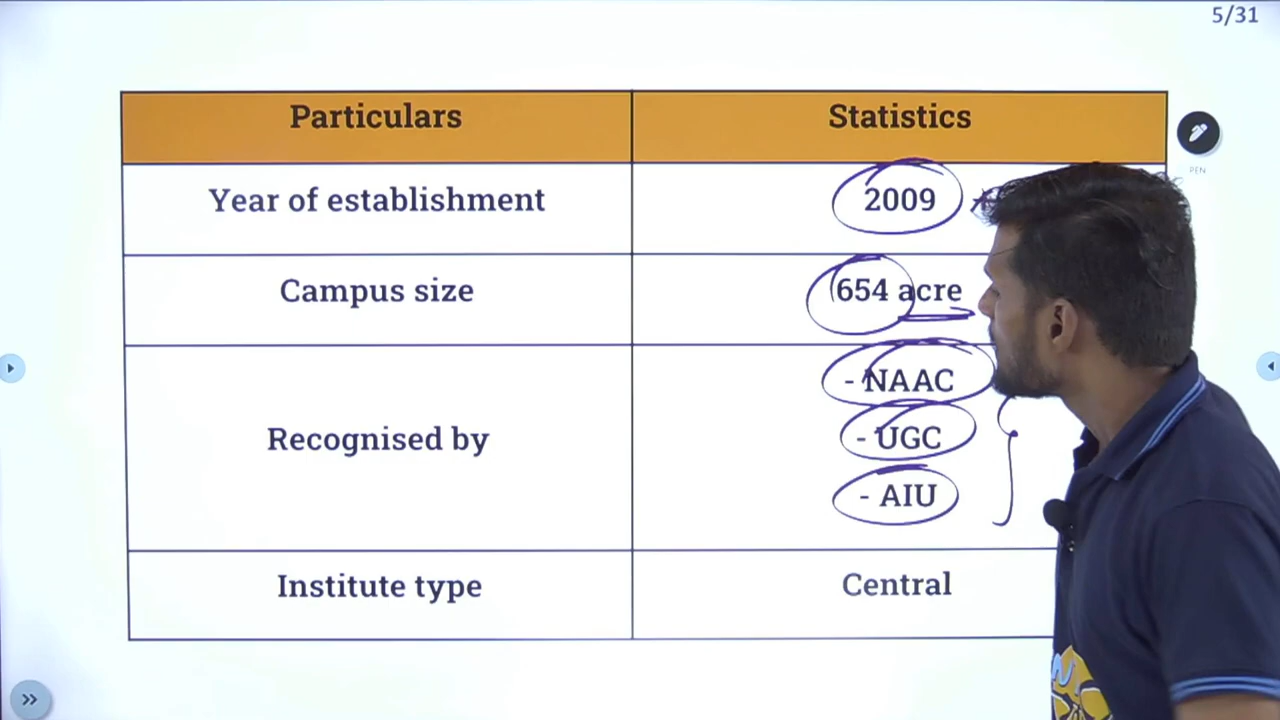 5/31
Particulars Statistics
Year of establishment 2009
PEN
Campus size 654 acre
- NAAC
Recognised by - UGC
- AIU
Institute type Central